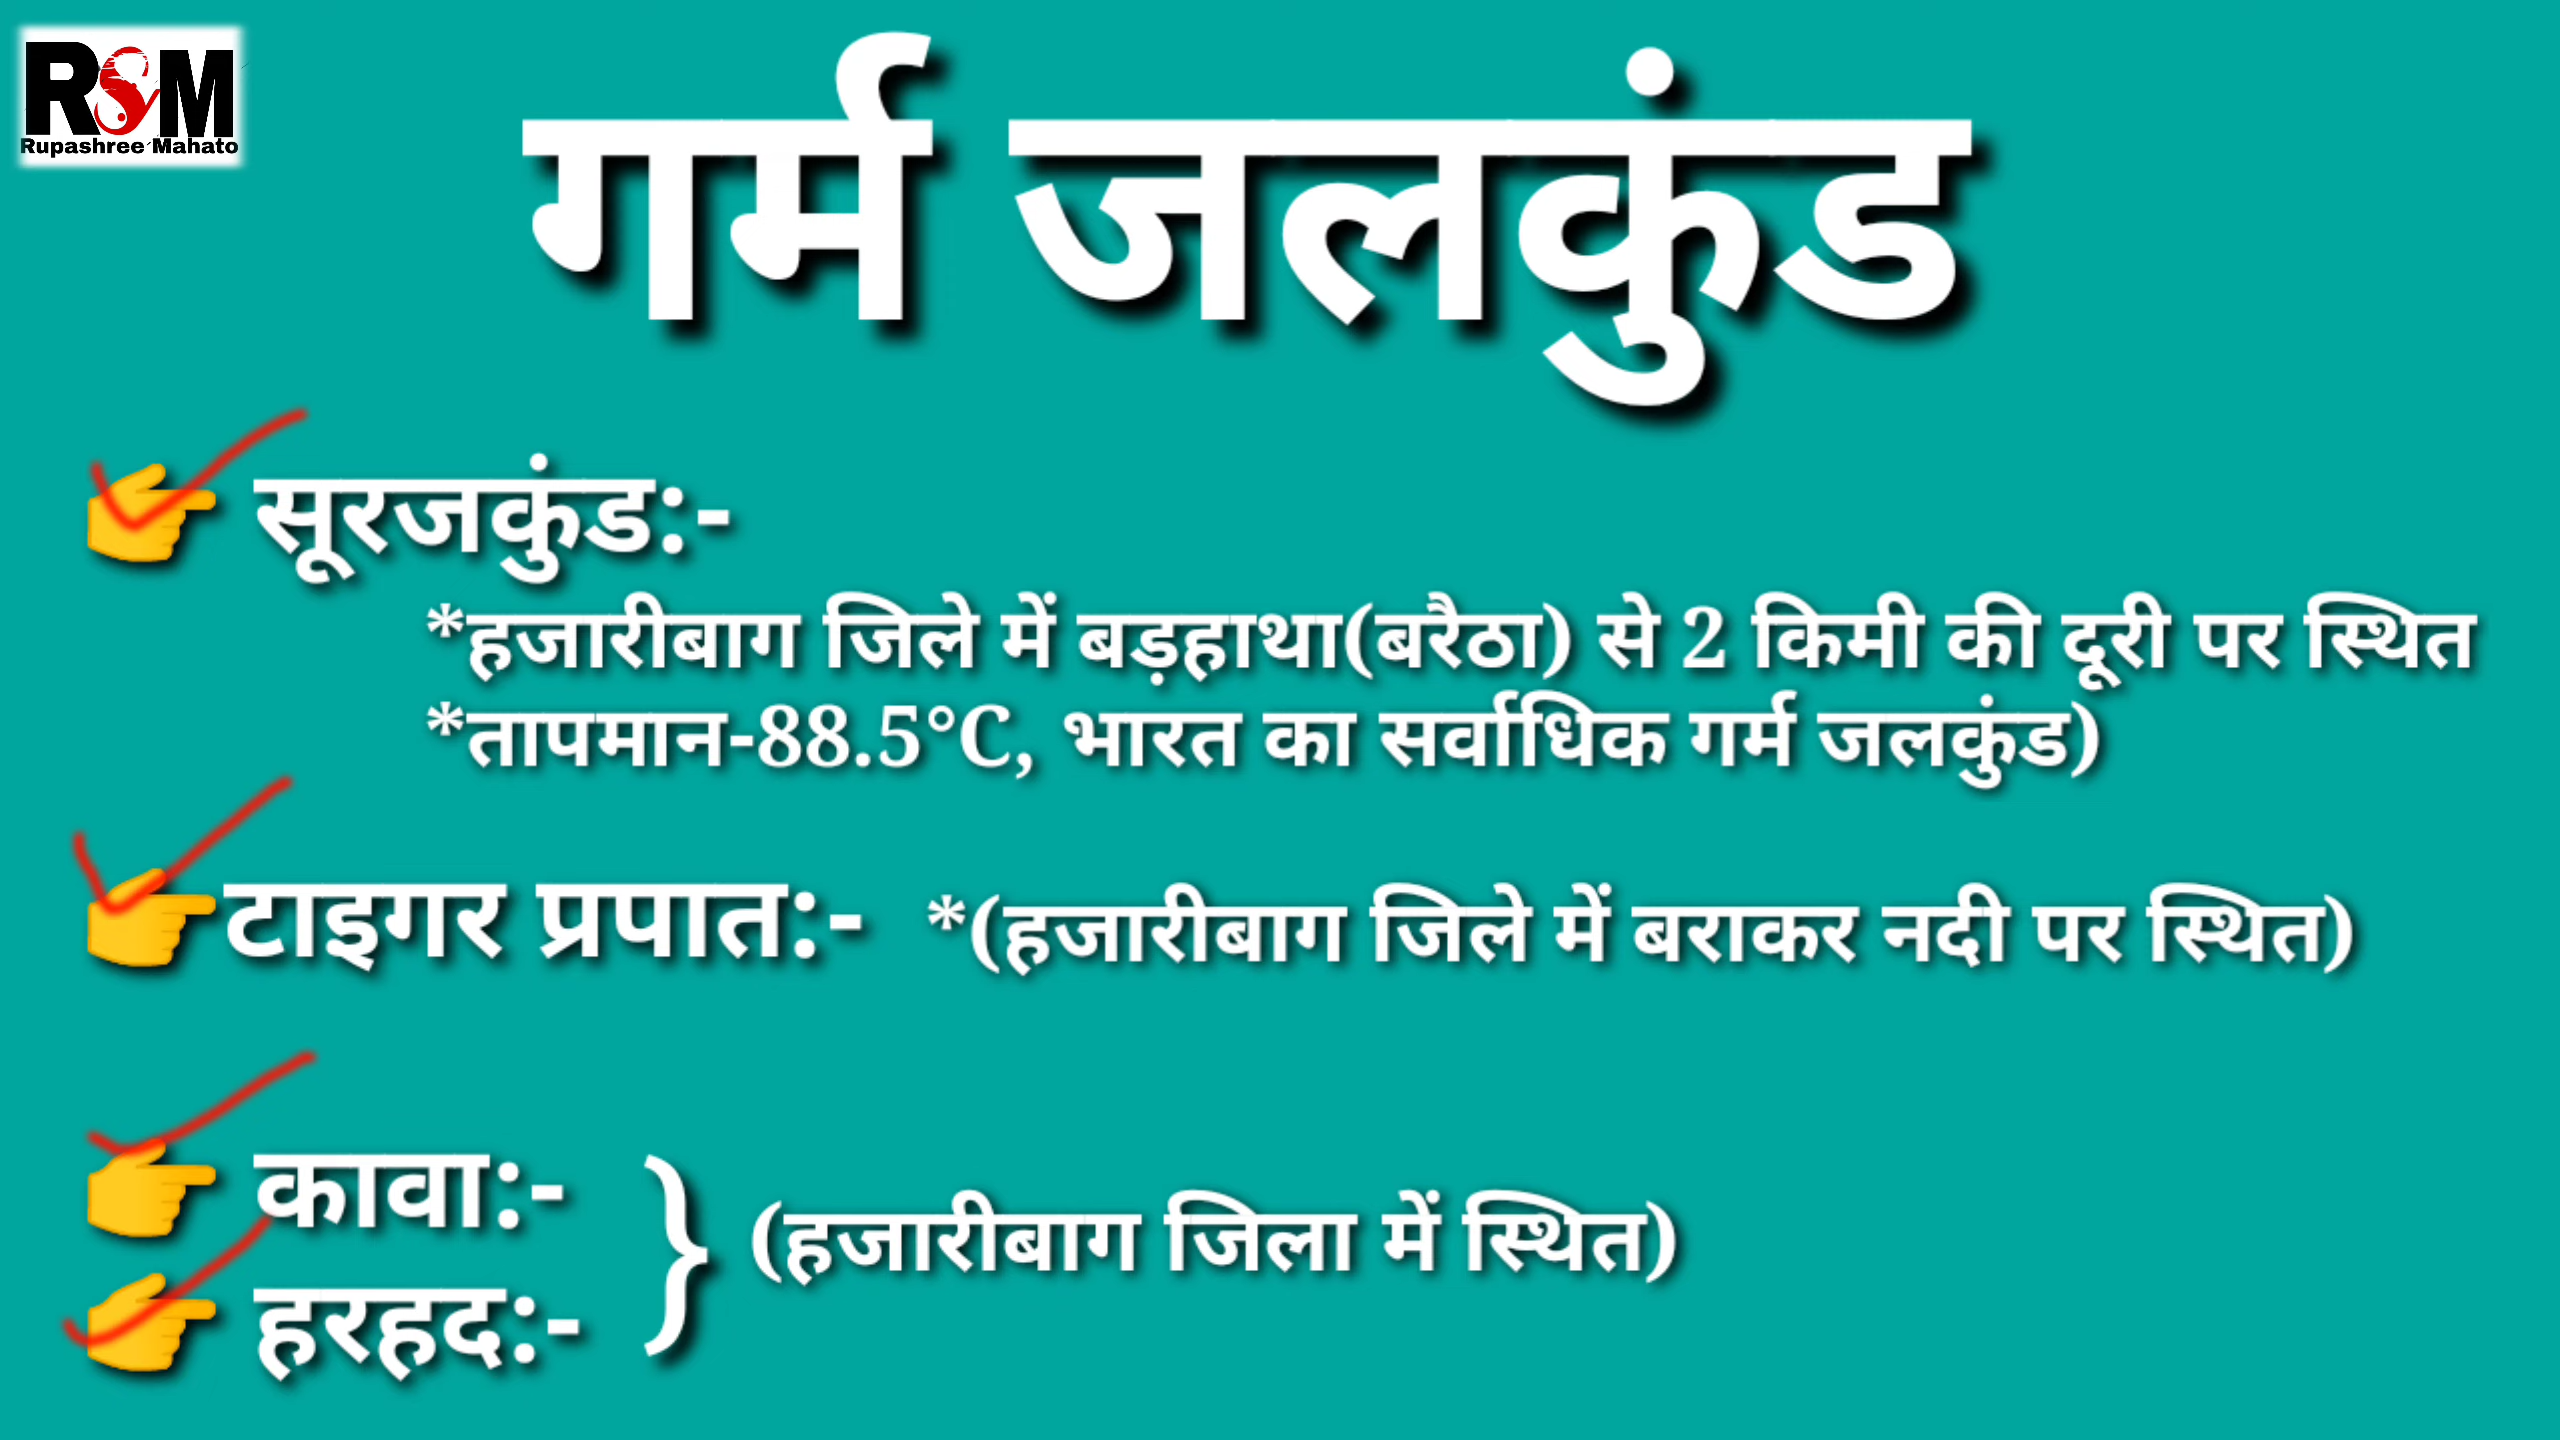 RSM
Rupashree Mahato
गर्म जलकुंड
👉 सूरजकुंड:-
*हजारीबाग जिले में बड़हाथा(बरैठा) से 2 किमी की दूरी पर स्थित
*तापमान-88.5°C, भारत का सर्वाधिक गर्म जलकुंड)
👉टाइगर प्रपात:- *(हजारीबाग जिले में बराकर नदी पर स्थित)
👉 कावा:-
👉 हरहद:-
} (हजारीबाग जिला में स्थित)